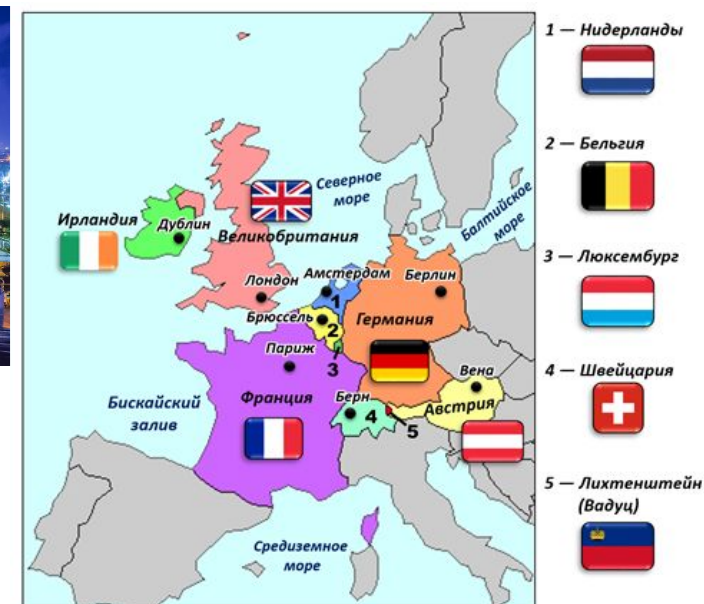 1 — Нидерланды
2 — Бельгия
3 — Люксембург
4 — Швейцария
5 — Лихтенштейн
(Вадуц)
Северное
море
Балтийское
море
Ирландия
Дублин
Великобритания
Лондон
Амстердам
Берлин
1
Брюссель
2
Германия
Париж
3
Вена
Бискайский
залив
Франция
Берн
4
Австрия
5
Средиземное
море